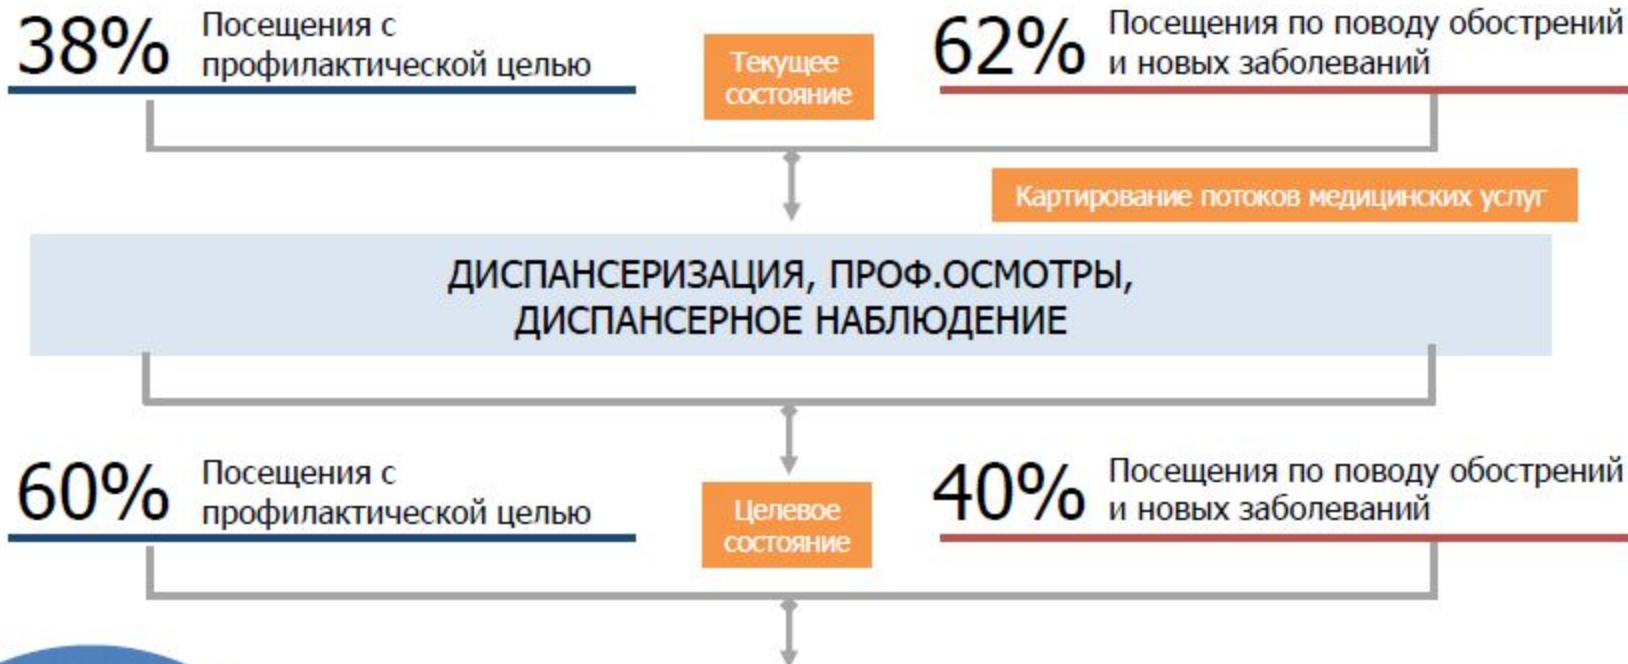 38%
Посещения с
профилактической целью
Текущее
состояние
62%
Посещения по поводу обострений
и новых заболеваний
Картирование потоков медицинских услуг
ДИСПАНСЕРИЗАЦИЯ, ПРОФ.ОСМОТРЫ,
ДИСПАНСЕРНОЕ НАБЛЮДЕНИЕ
60%
Посещения с
профилактической целью
Целевое
состояние
40%
Посещения по поводу обострений
и новых заболеваний